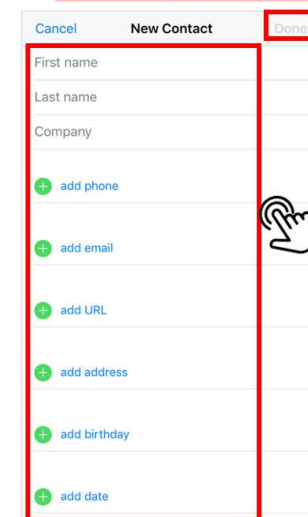 Cancel New Contact Done
First name
Last name
Company
add phone
add email
add URL
add address
add birthday
add date